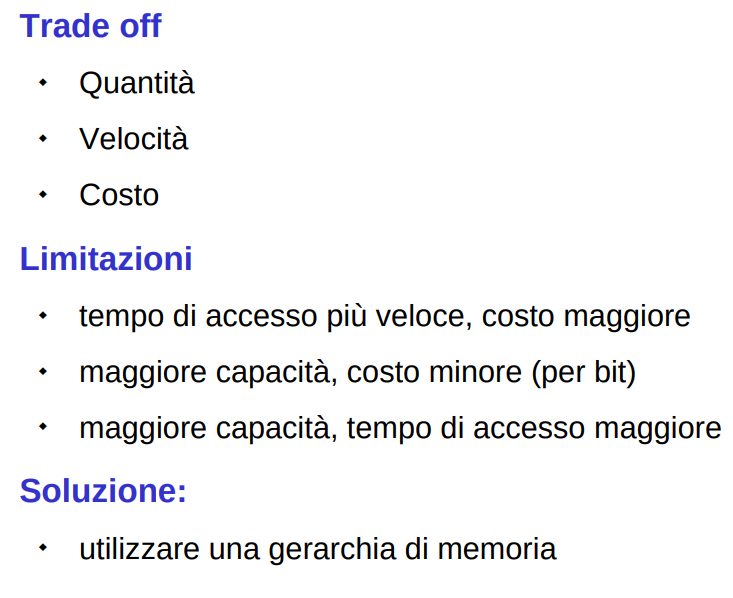 Trade off
Quantità
Velocità
Costo
Limitazioni
tempo di accesso più veloce, costo maggiore
maggiore capacità, costo minore (per bit)
maggiore capacità, tempo di accesso maggiore
Soluzione:
utilizzare una gerarchia di memoria